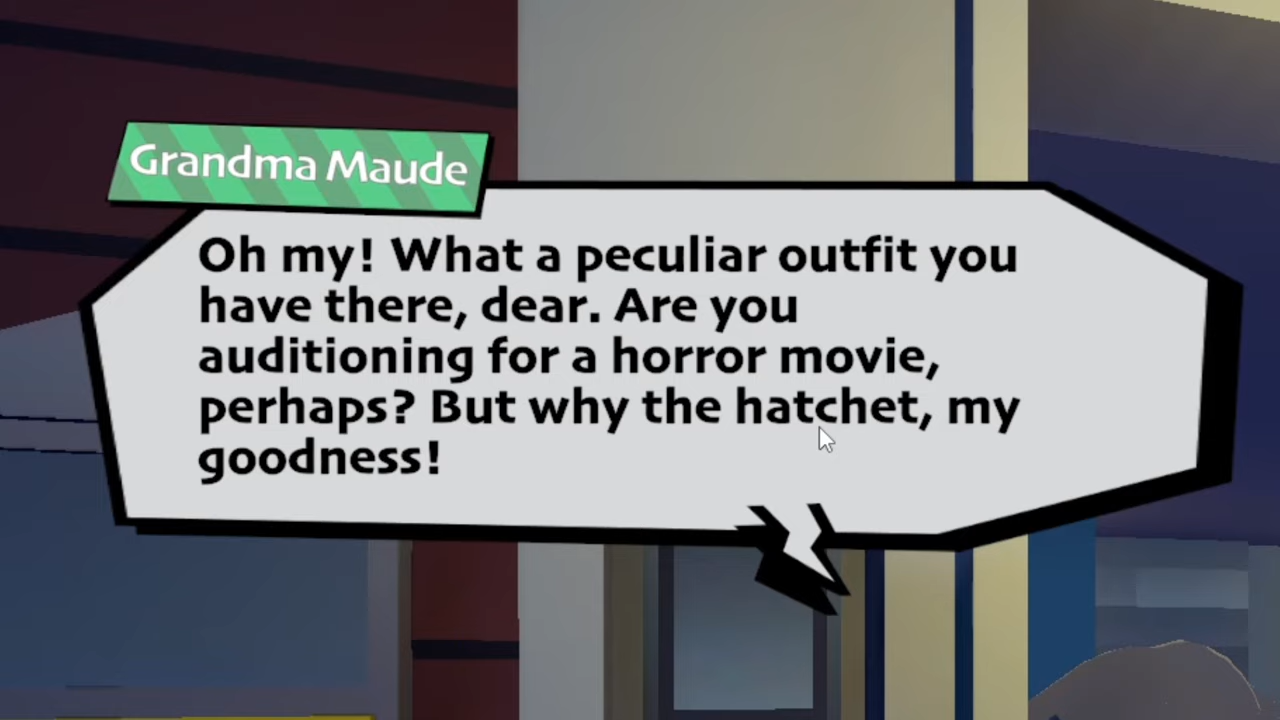 Grandma Maude
Oh my! What a peculiar outfit you
have there, dear. Are you
auditioning for a horror movie,
perhaps? But why the hatchet, my
goodness!